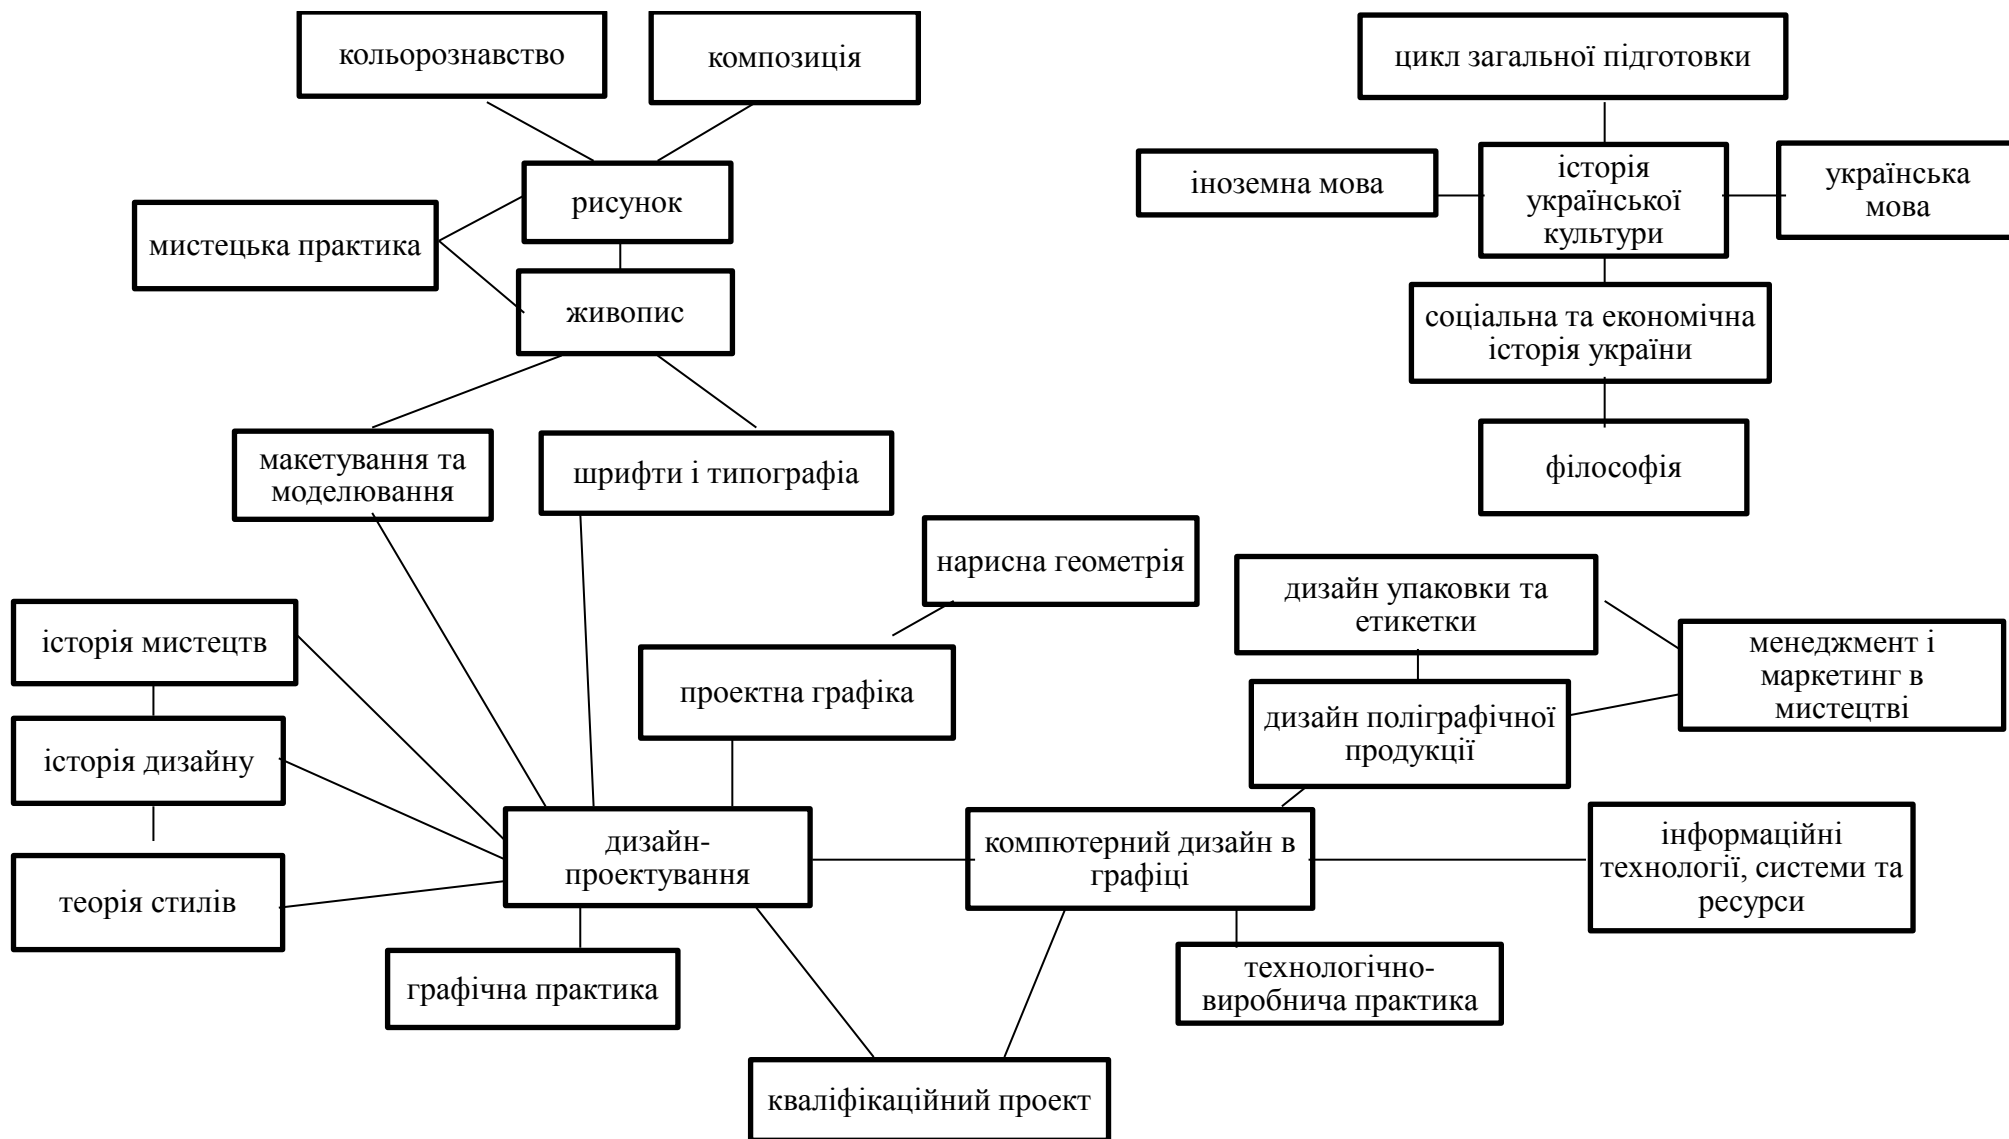 кольорознавство
композиція
цикл загальної підготовки
іноземна мова
історія
української
культури
українська
мова
рисунок
мистецька практика
живопис
соціальна та економічна
історія україни
макетування та
моделювання
шрифти і типографіа
філософія
нарисна геометрія
дизайн упаковки та
етикетки
історія мистецтв
проектна графіка
менеджмент і
маркетинг в
мистецтві
дизайн поліграфічної
продукції
історія дизайну
дизайн-
проектування
компютерний дизайн в
графіці
інформаційні
технології, системи та
ресурси
теорія стилів
графічна практика
технологічно-
виробнича практика
кваліфікаційний проект